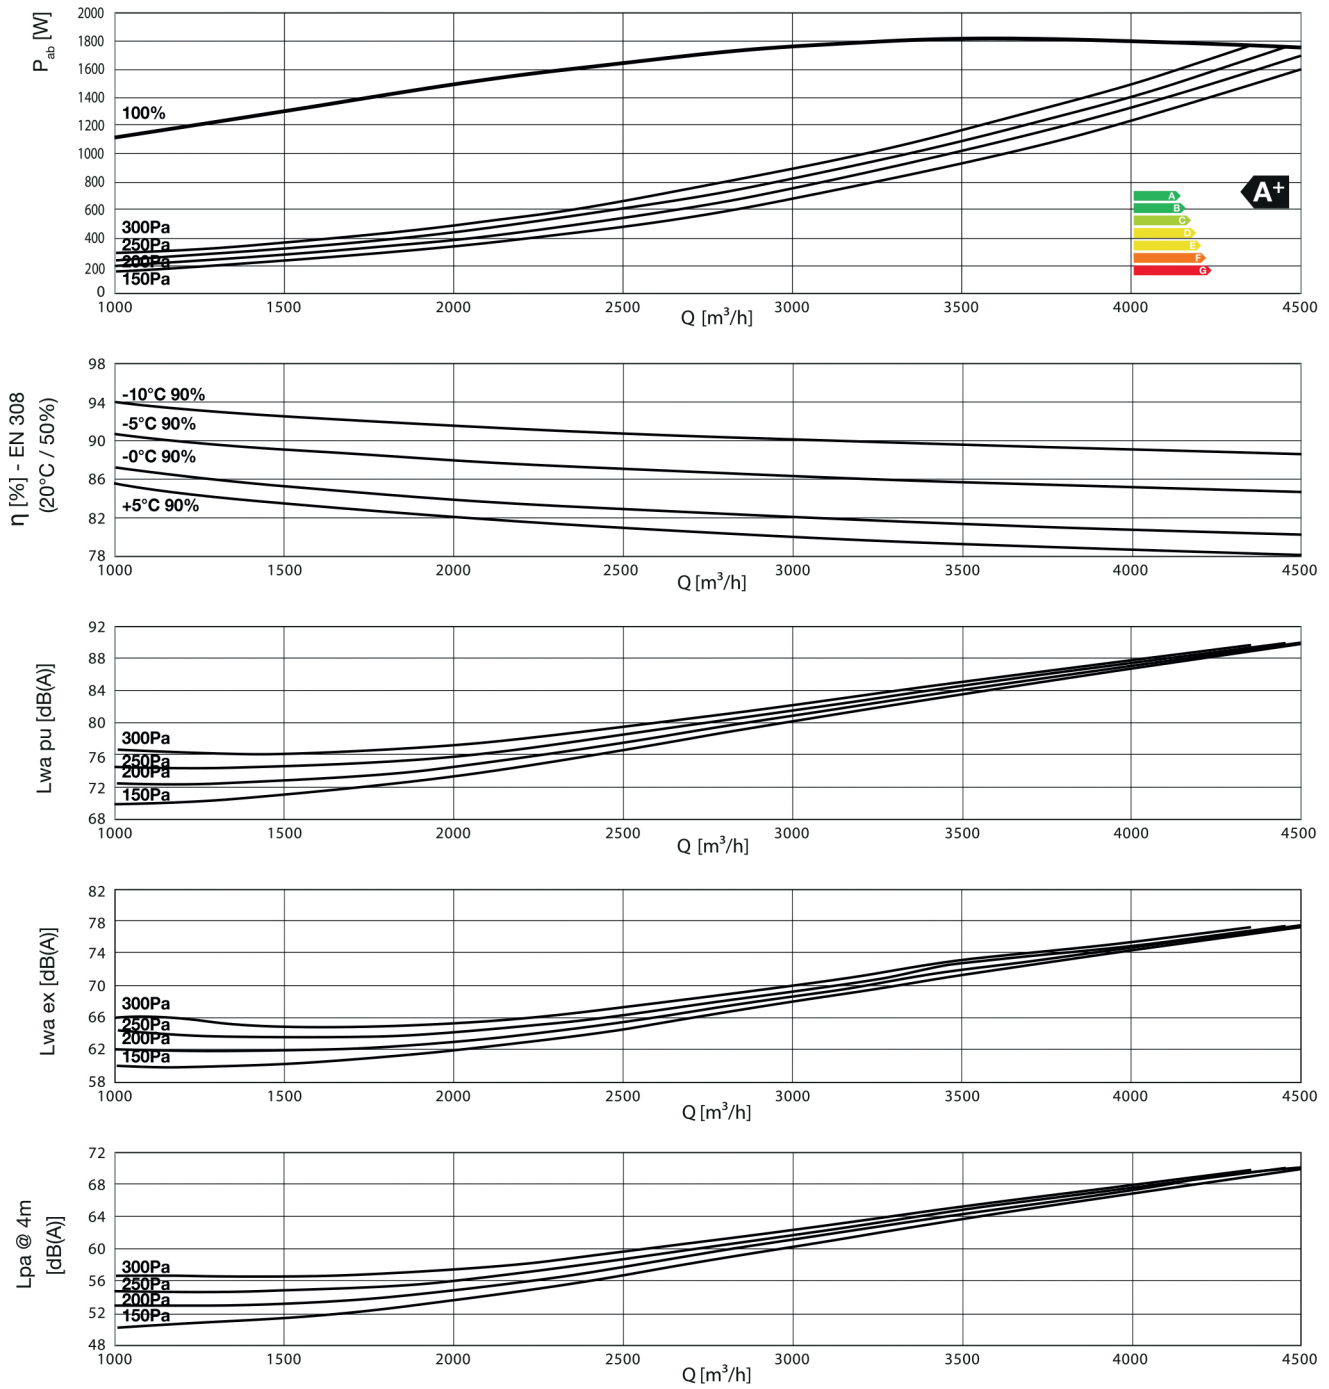 P_ab [W]
2000
1800
1600
1400
1200
1000
800
600
400
200
0
100%
300Pa
250Pa
200Pa
150Pa
A
B
C
D
E
F
G
A⁺
1000 1500 2000 2500 3000 3500 4000 4500
Q [m³/h]
η [%] - EN 308
(20°C / 50%)
98
94
90
86
82
78
-10°C 90%
-5°C 90%
-0°C 90%
+5°C 90%
1000 1500 2000 2500 3000 3500 4000 4500
Q [m³/h]
Lwa pu [dB(A)]
92
88
84
80
76
72
68
300Pa
250Pa
200Pa
150Pa
1000 1500 2000 2500 3000 3500 4000 4500
Q [m³/h]
Lwa ex [dB(A)]
82
78
74
70
66
62
58
300Pa
250Pa
200Pa
150Pa
1000 1500 2000 2500 3000 3500 4000 4500
Q [m³/h]
Lpa @ 4m
[dB(A)]
72
68
64
60
56
52
48
300Pa
250Pa
200Pa
150Pa
1000 1500 2000 2500 3000 3500 4000 4500
Q [m³/h]